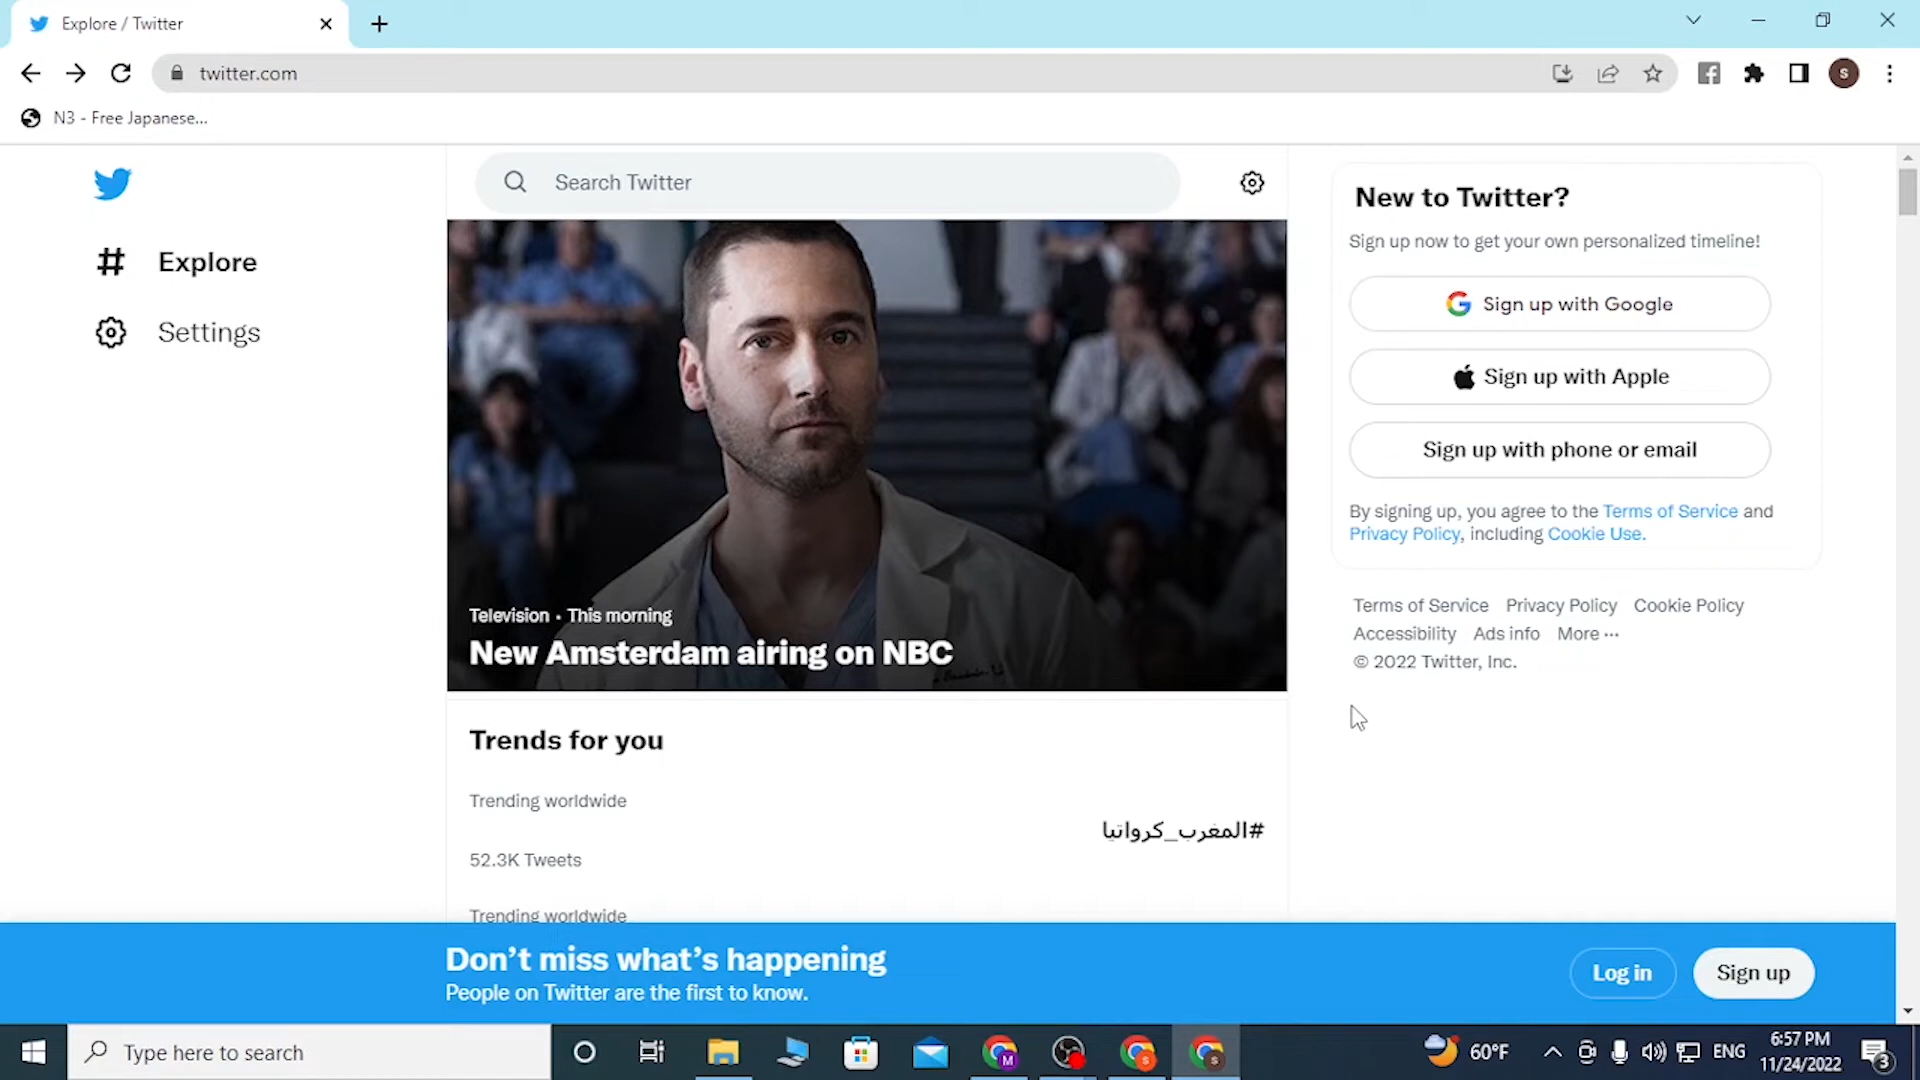 Explore / Twitter
twitter.com
N3 - Free Japanese...
Search Twitter
Explore
Settings
Television · This morning
New Amsterdam airing on NBC
Trends for you
Trending worldwide
#المغرب_كرواتيا
52.3K Tweets
Trending worldwide
New to Twitter?
Sign up now to get your own personalized timeline!
Sign up with Google
Sign up with Apple
Sign up with phone or email
By signing up, you agree to the Terms of Service and
Privacy Policy, including Cookie Use.
Terms of Service Privacy Policy Cookie Policy
Accessibility Ads info More ···
© 2022 Twitter, Inc.
Don’t miss what’s happening
People on Twitter are the first to know.
Log in
Sign up
Type here to search
60°F
ENG
6:57 PM
11/24/2022
3